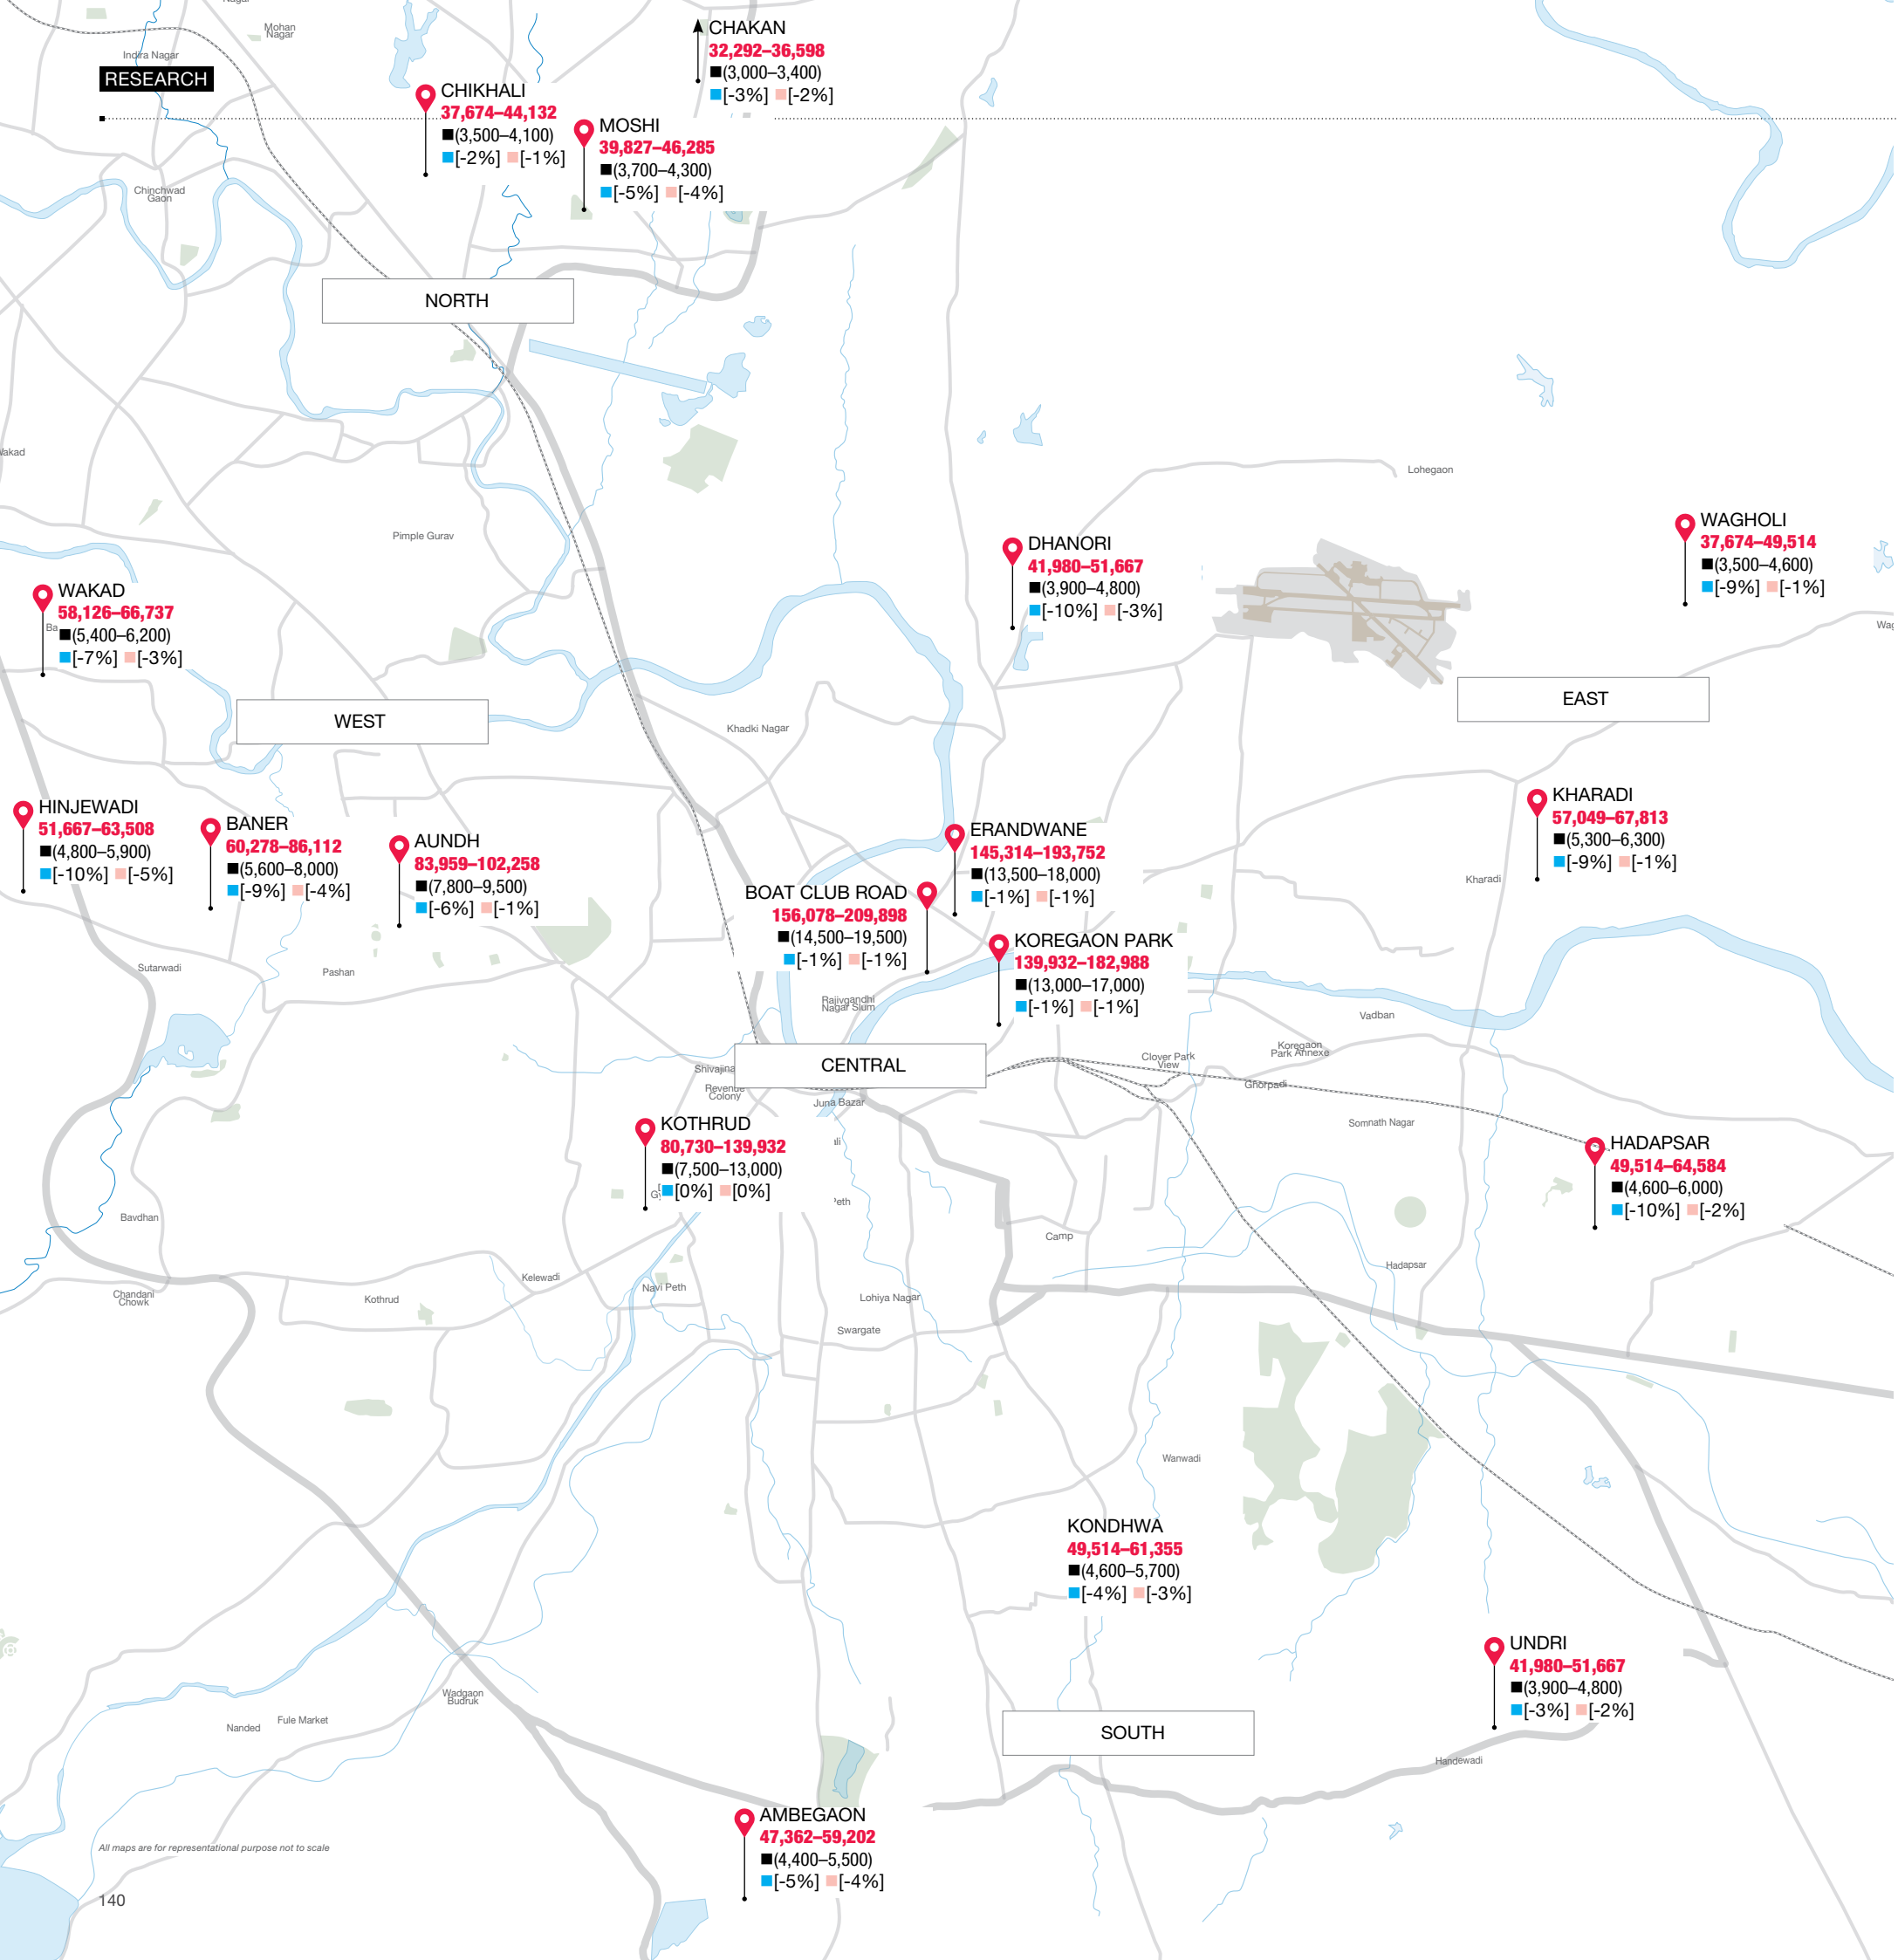 Mohan
Nagar
Indira Nagar
RESEARCH
CHAKAN
32,292–36,598
(3,000–3,400)
[-3%] [-2%]
CHIKHALI
37,674–44,132
(3,500–4,100)
[-2%] [-1%]
MOSHI
39,827–46,285
(3,700–4,300)
[-5%] [-4%]
Chinchwad
Gaon
NORTH
Lohegaon
Pimple Gurav
WAGHOLI
37,674–49,514
(3,500–4,600)
[-9%] [-1%]
DHANORI
41,980–51,667
(3,900–4,800)
[-10%] [-3%]
WAKAD
58,126–66,737
(5,400–6,200)
[-7%] [-3%]
EAST
WEST
Khadki Nagar
HINJEWADI
51,667–63,508
(4,800–5,900)
[-10%] [-5%]
BANER
60,278–86,112
(5,600–8,000)
[-9%] [-4%]
AUNDH
83,959–102,258
(7,800–9,500)
[-6%] [-1%]
ERANDWANE
145,314–193,752
(13,500–18,000)
[-1%] [-1%]
KHARADI
57,049–67,813
(5,300–6,300)
[-9%] [-1%]
Kharadi
BOAT CLUB ROAD
156,078–209,898
(14,500–19,500)
[-1%] [-1%]
KOREGAON PARK
139,932–182,988
(13,000–17,000)
[-1%] [-1%]
Sutarwadi
Pashan
Rajivgandhi
Nagar Slum
Vadban
Koregaon
Park Annexe
Clover Park
View
Ghorpadi
CENTRAL
Revenue
Colony
Juna Bazar
Somnath Nagar
KOTHRUD
80,730–139,932
(7,500–13,000)
[0%] [0%]
HADAPSAR
49,514–64,584
(4,600–6,000)
[-10%] [-2%]
Bavdhan
Camp
Hadapsar
Kelewadi
Navi Peth
Chandani
Chowk
Kothrud
Lohiya Nagar
Swargate
Wanwadi
KONDHWA
49,514–61,355
(4,600–5,700)
[-4%] [-3%]
UNDRI
41,980–51,667
(3,900–4,800)
[-3%] [-2%]
Wadgaon
Budruk
Nanded
Fule Market
SOUTH
Handewadi
AMBEGAON
47,362–59,202
(4,400–5,500)
[-5%] [-4%]
All maps are for representational purpose not to scale
140